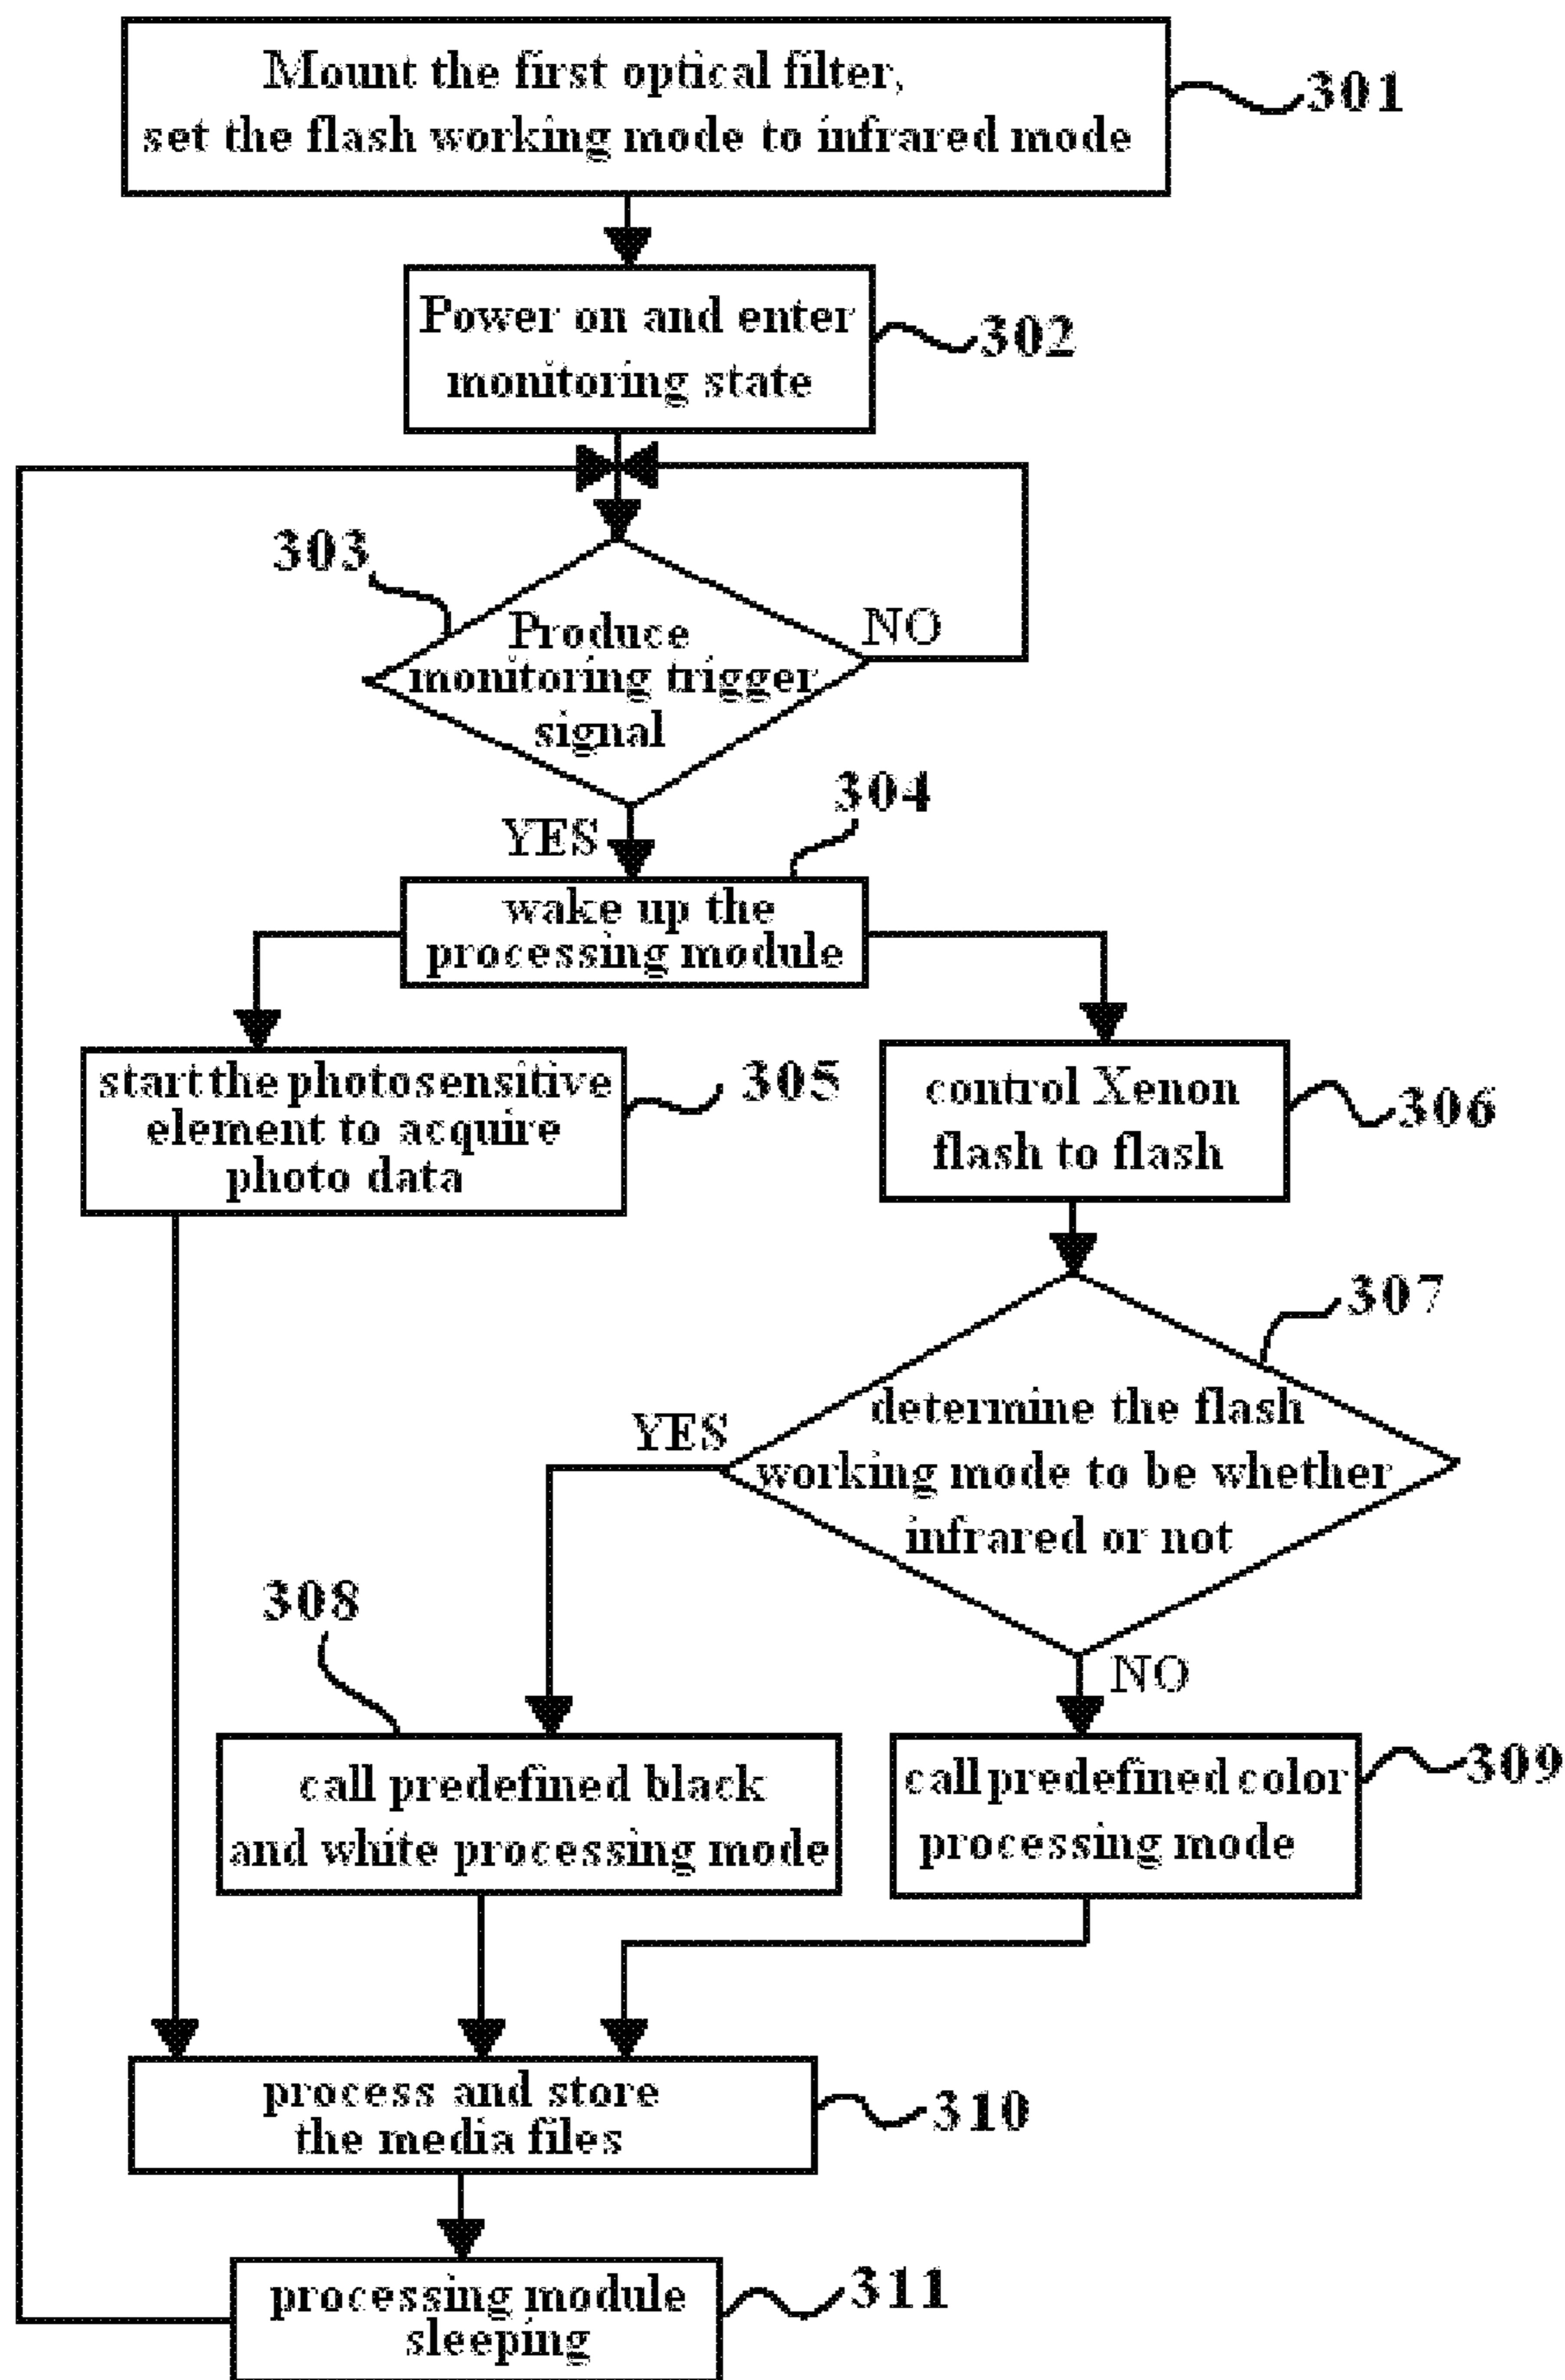 Mount the first optical filter,
set the flash working mode to infrared mode
301
Power on and enter
monitoring state
302
303
Produce
monitoring trigger
signal
NO
YES
304
wake up the
processing module
start the photosensitive
element to acquire
photo data
305
control Xenon
flash to flash
306
307
determine the flash
working mode to be whether
infrared or not
YES
NO
308
call predefined black
and white processing mode
call predefined color
processing mode
309
process and store
the media files
310
processing module
sleeping
311